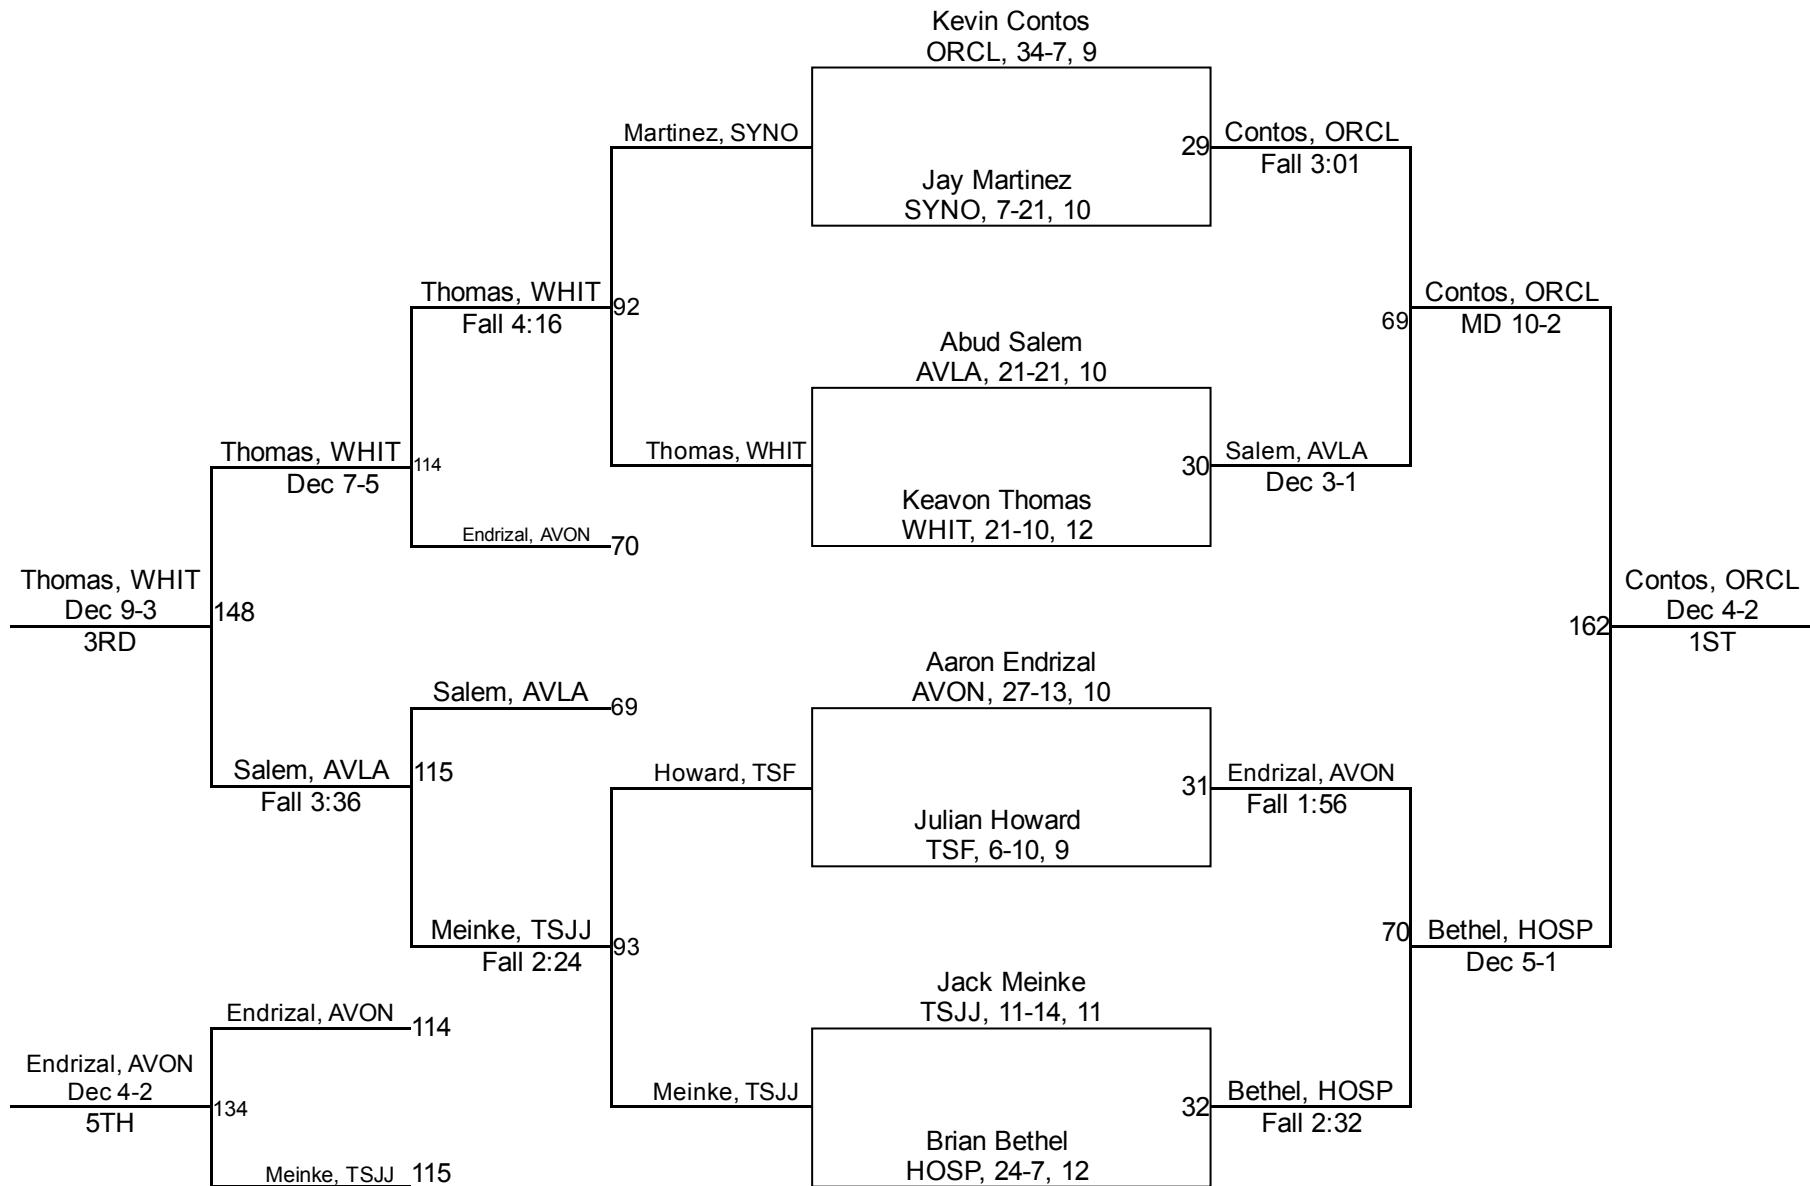 Kevin Contos
ORCL, 34-7, 9
Martinez, SYNO
29
Contos, ORCL
Fall 3:01
Jay Martinez
SYNO, 7-21, 10
Thomas, WHIT
Fall 4:16
92
Contos, ORCL
MD 10-2
69
Abud Salem
AVLA, 21-21, 10
Thomas, WHIT
Dec 7-5
114
Thomas, WHIT
30
Salem, AVLA
Dec 3-1
Keavon Thomas
WHIT, 21-10, 12
Endrizal, AVON
70
Thomas, WHIT
Dec 9-3
3RD
148
162
Contos, ORCL
Dec 4-2
1ST
Aaron Endrizal
AVON, 27-13, 10
Salem, AVLA
69
Salem, AVLA
Fall 3:36
115
Howard, TSF
31
Endrizal, AVON
Fall 1:56
Julian Howard
TSF, 6-10, 9
Meinke, TSJJ
Fall 2:24
93
70
Bethel, HOSP
Dec 5-1
Jack Meinke
TSJJ, 11-14, 11
Endrizal, AVON
114
Endrizal, AVON
Dec 4-2
5TH
134
Meinke, TSJJ
32
Bethel, HOSP
Fall 2:32
Brian Bethel
HOSP, 24-7, 12
Meinke, TSJJ
115